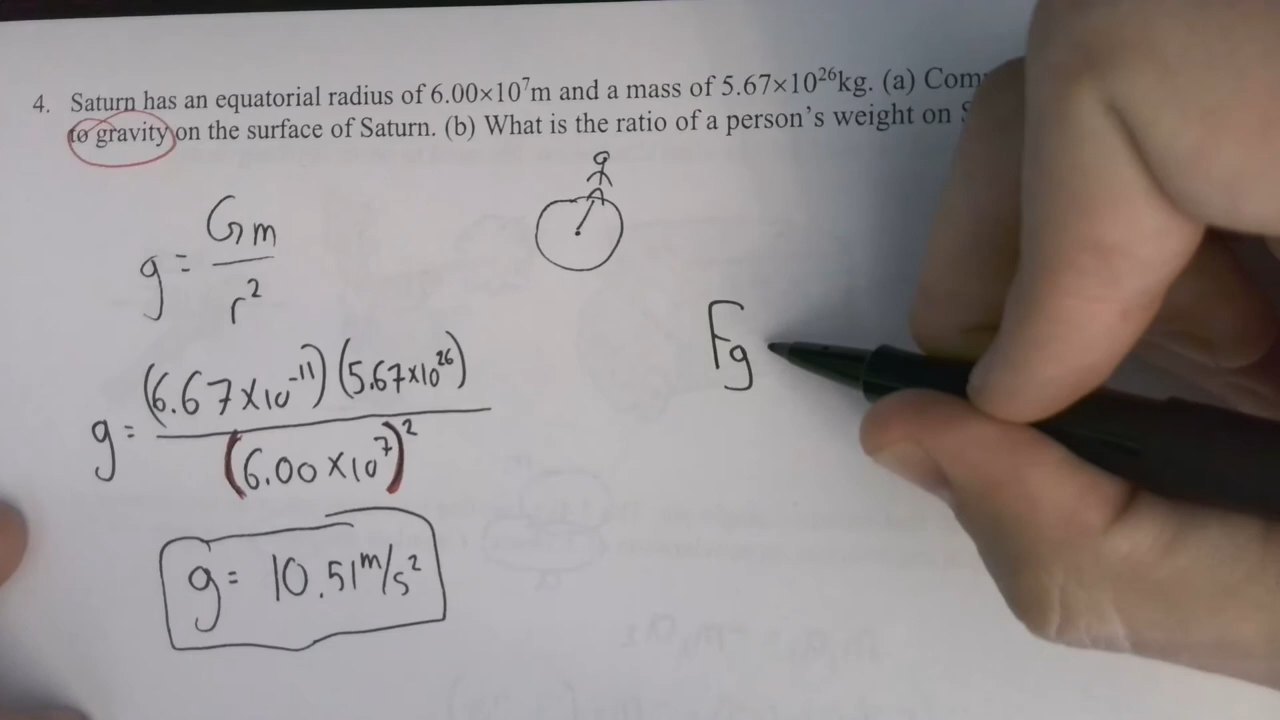 4. Saturn has an equatorial radius of 6.00×10⁷m and a mass of 5.67×10²⁶kg. (a)
to gravity on the surface of Saturn. (b) What is the ratio of a person's weight on
g = Gm / r²
g = (6.67×10⁻¹¹)(5.67×10²⁶) / (6.00×10⁷)²
g = 10.51 m/s²
Fg